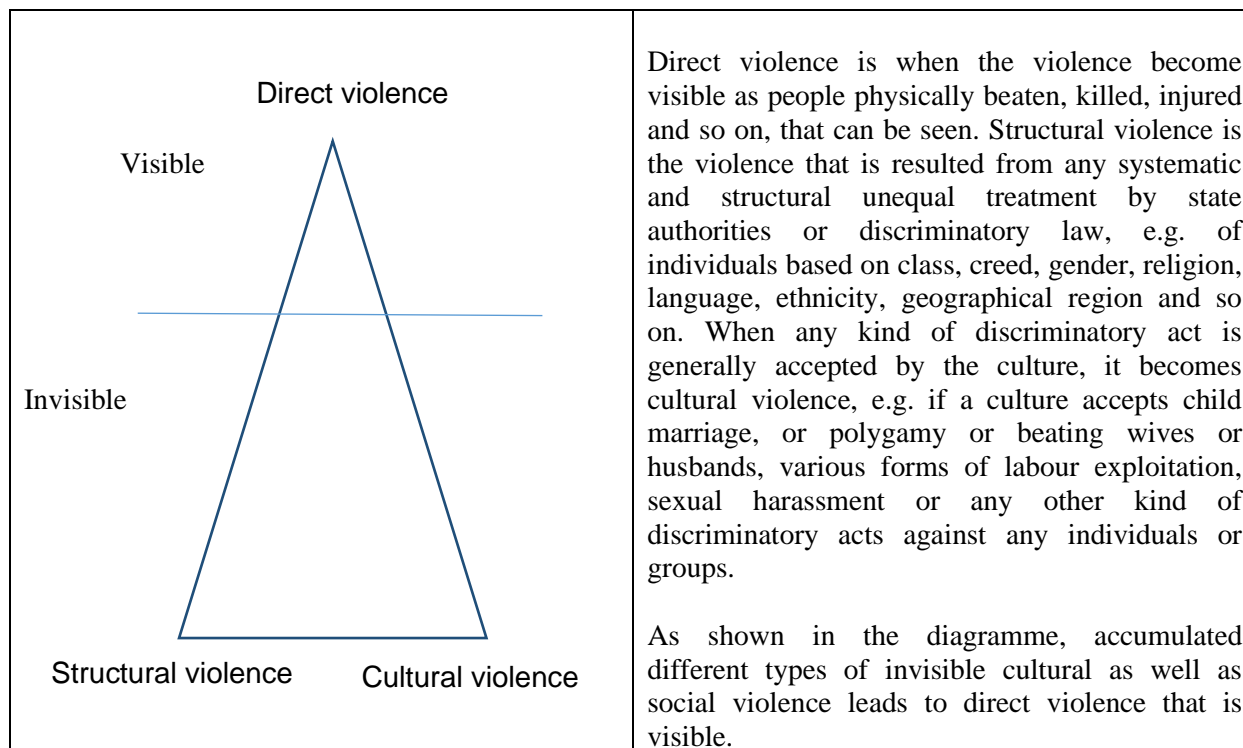 Direct violence
Visible
Invisible
Structural violence
Cultural violence
Direct violence is when the violence become
visible as people physically beaten, killed, injured
and so on, that can be seen. Structural violence is
the violence that is resulted from any systematic
and structural unequal treatment by state
authorities or discriminatory law, e.g. of
individuals based on class, creed, gender, religion,
language, ethnicity, geographical region and so
on. When any kind of discriminatory act is
generally accepted by the culture, it becomes
cultural violence, e.g. if a culture accepts child
marriage, or polygamy or beating wives or
husbands, various forms of labour exploitation,
sexual harassment or any other kind of
discriminatory acts against any individuals or
groups.
As shown in the diagramme, accumulated
different types of invisible cultural as well as
social violence leads to direct violence that is
visible.